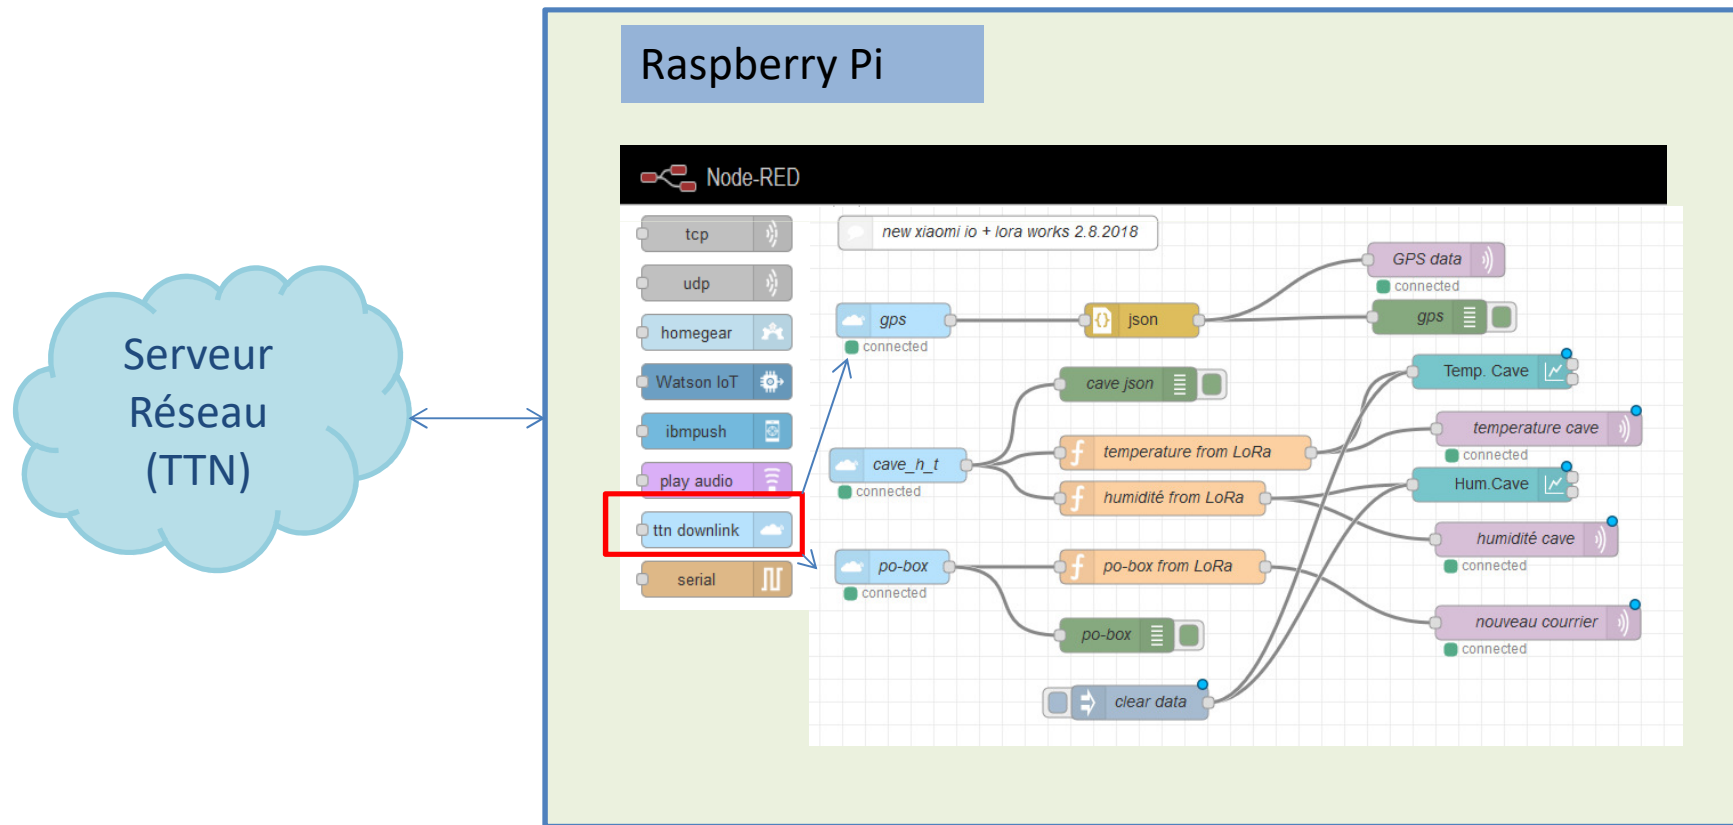 Raspberry Pi
Node-RED
Serveur
Réseau
(TTN)
tcp
udp
homegear
Watson IoT
ibmpush
play audio
ttn downlink
serial
new xiaomi io + lora works 2.8.2018
gps
connected
json
GPS data
connected
gps
cave_h_t
connected
cave json
temperature from LoRa
humidité from LoRa
Temp. Cave
temperature cave
connected
Hum.Cave
humidité cave
connected
po-box
connected
po-box from LoRa
po-box
nouveau courrier
connected
clear data